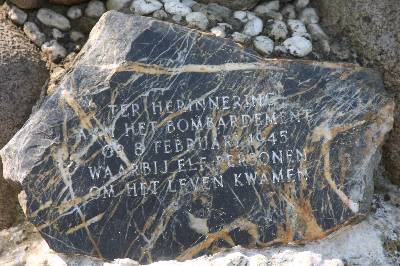 TER HERINNERING
AAN HET BOMBARDEMENT
OP 8 FEBRUARI 1945
WAARBIJ ELF PERSONEN
OM HET LEVEN KWAMEN